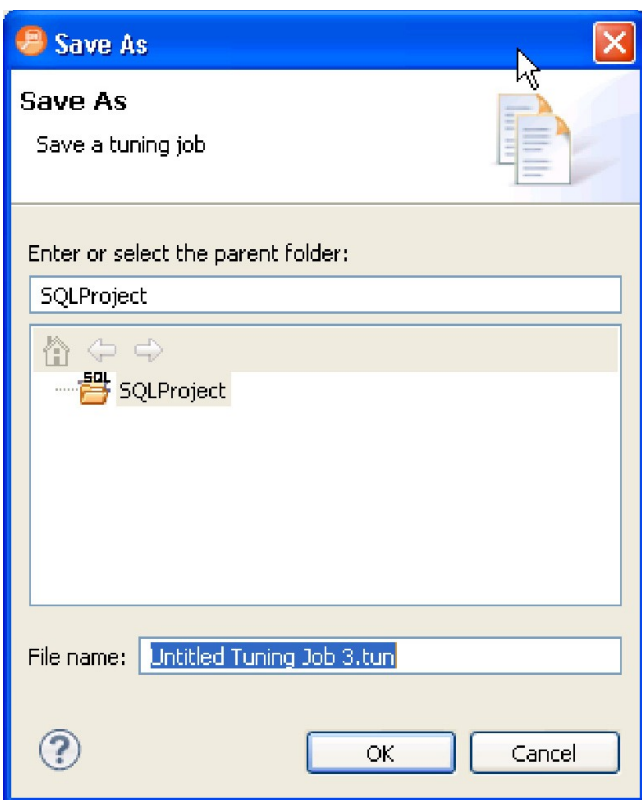 Save As
Save As
Save a tuning job
Enter or select the parent folder:
SQLProject
SQL
SQLProject
File name:
Untitled Tuning Job 3.tun
?
OK
Cancel